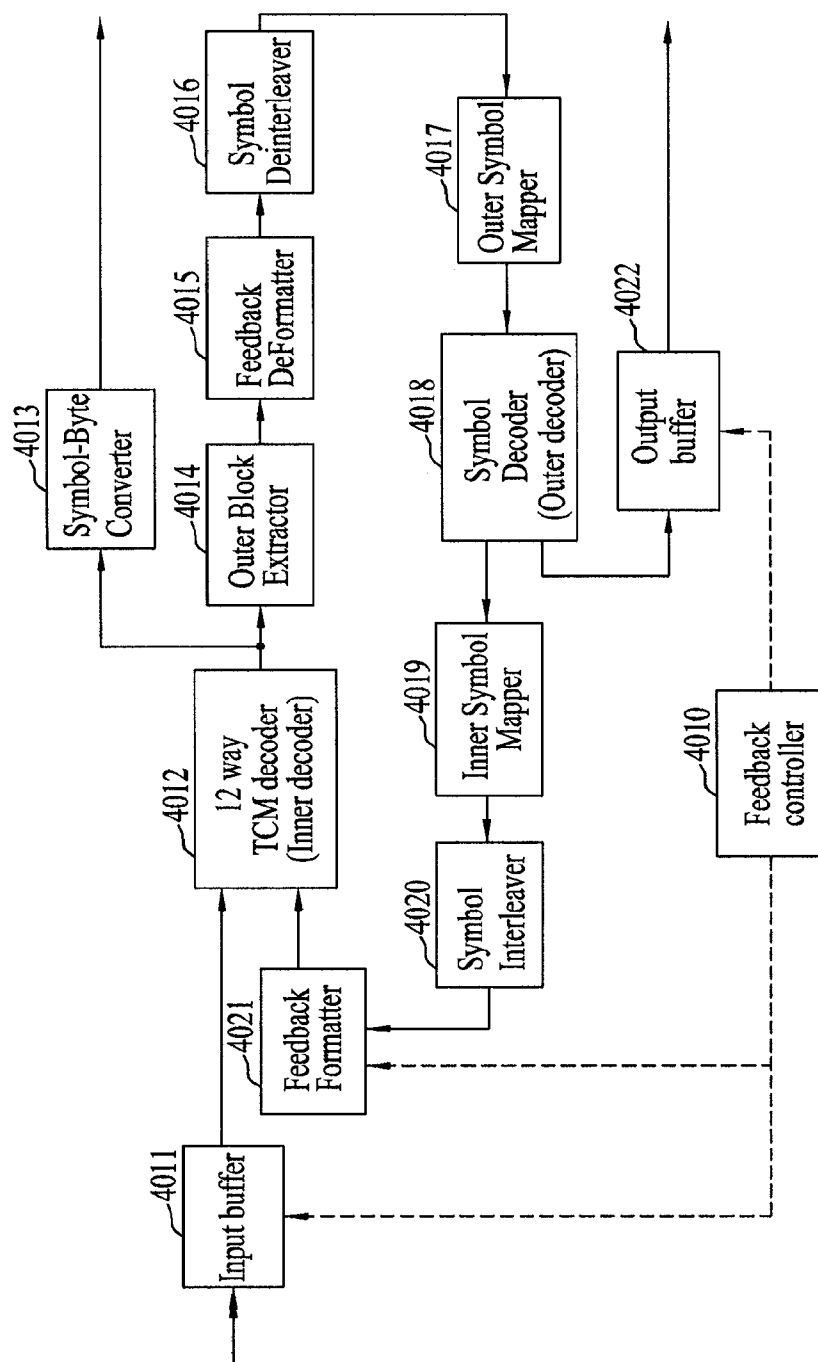 4011
Input buffer
4012
12 way
TCM decoder
(Inner decoder)
4013
Symbol-Byte
Converter
4014
Outer Block
Extractor
4015
Feedback
DeFormatter
4016
Symbol
Deinterleaver
4021
Feedback
Formatter
4020
Symbol
Interleaver
4019
Inner Symbol
Mapper
4018
Symbol
Decoder
(Outer decoder)
4017
Outer Symbol
Mapper
4010
Feedback
controller
4022
Output
buffer